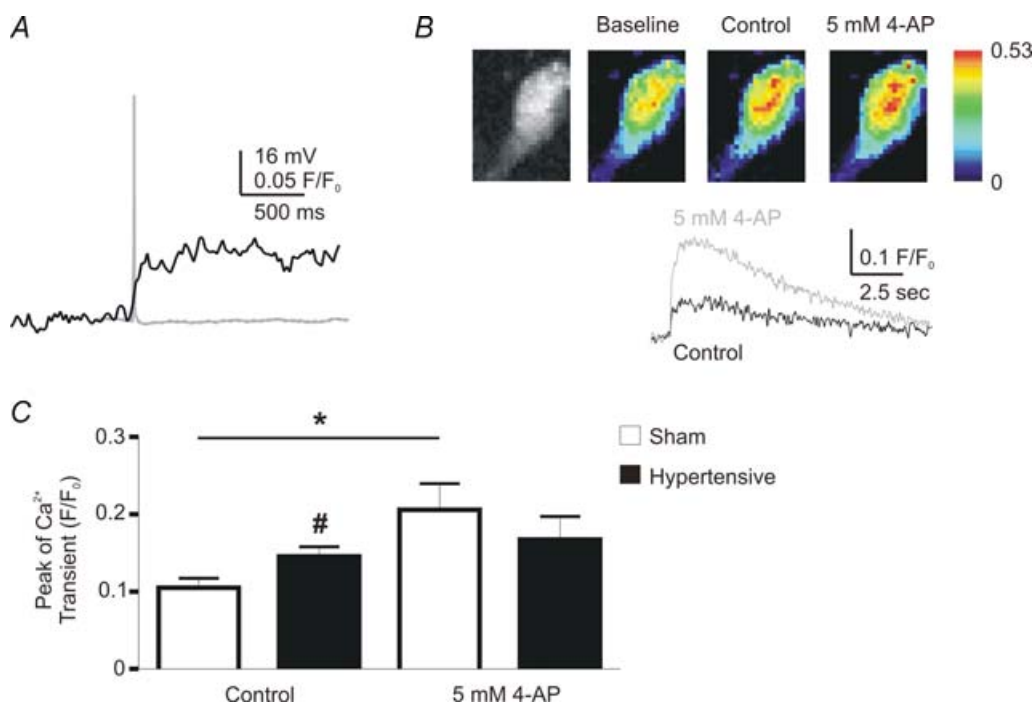 A
16 mV
0.05 F/F₀
500 ms
B
Baseline Control 5 mM 4-AP
0.53
0
5 mM 4-AP
0.1 F/F₀
2.5 sec
Control
C
Peak of Ca²⁺
Transient (F/F₀)
0.3
0.2
0.1
0
*
#
Sham
Hypertensive
Control 5 mM 4-AP